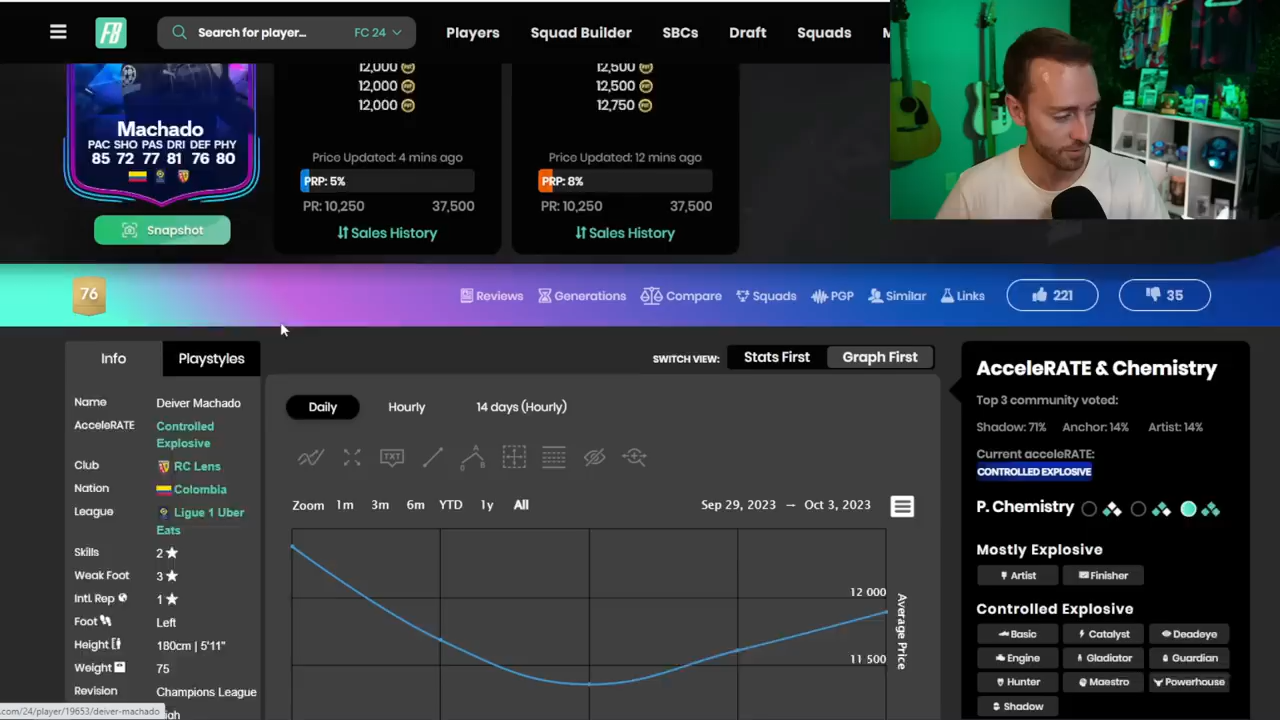 FB
Search for player...
FC 24
Players
Squad Builder
SBCs
Draft
Squads
M
12,000
12,000
12,000
12,500
12,500
12,750
Machado
PAC SHO PAS DRI DEF PHY
85 72 77 81 76 80
Price Updated: 4 mins ago
PRP: 5%
PR: 10,250
37,500
Sales History
Price Updated: 12 mins ago
PRP: 8%
PR: 10,250
37,500
Sales History
Snapshot
76
Reviews
Generations
Compare
Squads
PGP
Similar
Links
221
35
Info
Playstyles
SWITCH VIEW:
Stats First
Graph First
Name
Deiver Machado
AcceleRATE
Controlled
Explosive
Club
RC Lens
Nation
Colombia
League
Ligue 1 Uber
Eats
Skills
2
Weak Foot
3
Intl. Rep
1
Foot
Left
Height
180cm | 5'11"
Weight
75
Revision
Champions League
Daily
Hourly
14 days (Hourly)
TXT
Zoom
1m
3m
6m
YTD
1y
All
Sep 29, 2023 → Oct 3, 2023
12 000
11 500
Average Price
AcceleRATE & Chemistry
Top 3 community voted:
Shadow: 71%
Anchor: 14%
Artist: 14%
Current acceleRATE:
CONTROLLED EXPLOSIVE
P. Chemistry
Mostly Explosive
Artist
Finisher
Controlled Explosive
Basic
Catalyst
Deadeye
Engine
Gladiator
Guardian
Hunter
Maestro
Powerhouse
Shadow
.com/24/player/19653/deiver-machado